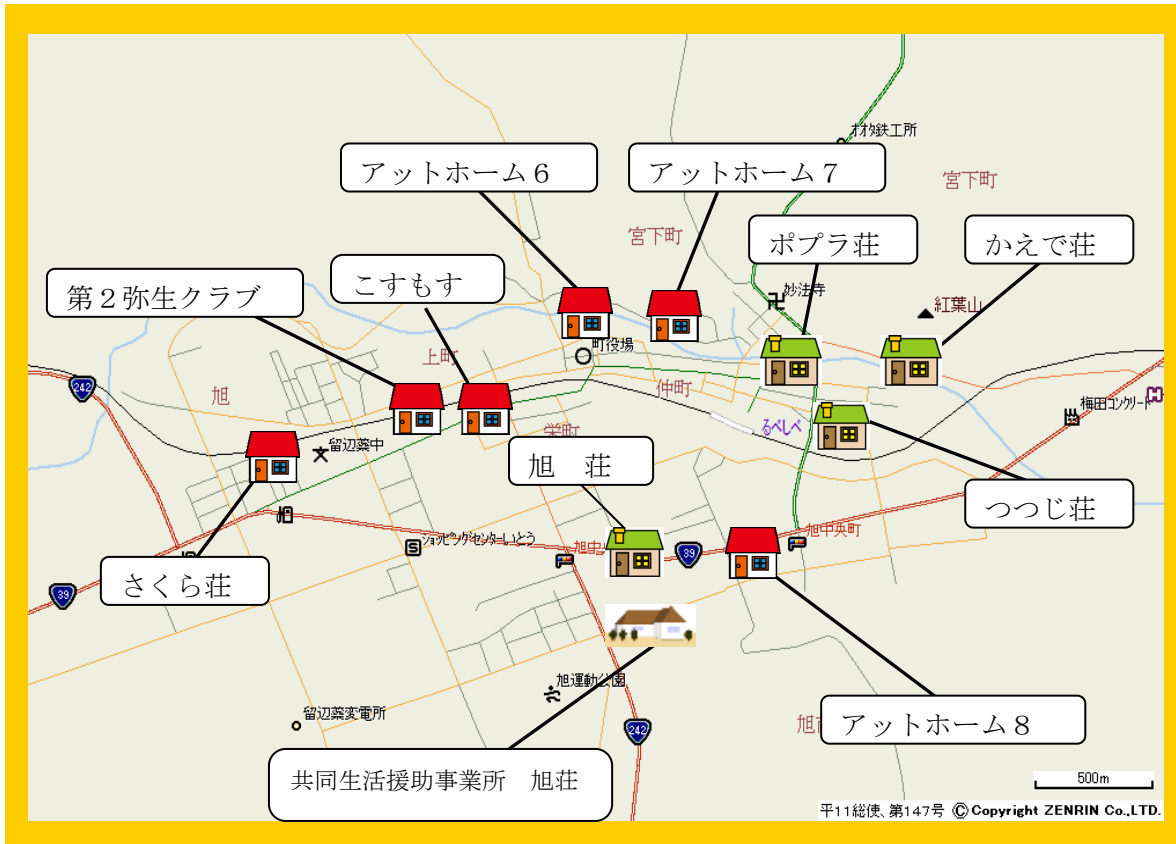 オオタ鉄工所
アットホーム６
アットホーム７
宮下町
宮下町
ポプラ荘
かえで荘
こすもす
第２弥生クラブ
妙法寺
紅葉山
町役場
上町
242
旭
仲町
梅田コンクリート
るべしべ
栄町
留辺蘂中
旭　荘
つつじ荘
ショッピングセンターいとう
旭中央町
39
さくら荘
39
旭運動公園
留辺蘂変電所
242
アットホーム８
共同生活援助事業所　旭荘
500m
平11総使、第147号 ©Copyright ZENRIN Co.,LTD.